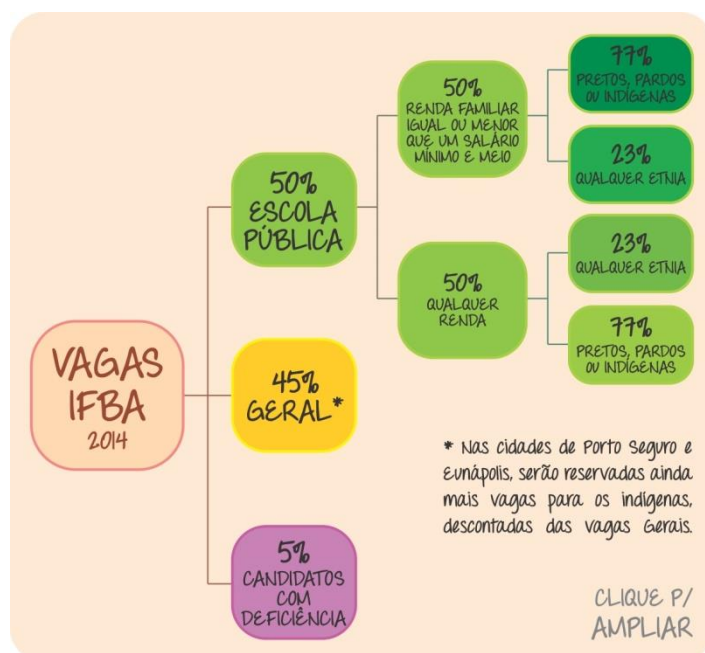 VAGAS
IFBA
2014
50%
ESCOLA
PÚBLICA
50%
RENDA FAMILIAR
IGUAL OU MENOR
QUE UM SALÁRIO
MÍNIMO E MEIO
77%
PRETOS, PARDOS
OU INDÍGENAS
23%
QUALQUER ETNIA
50%
QUALQUER
RENDA
23%
QUALQUER ETNIA
77%
PRETOS, PARDOS
OU INDÍGENAS
45%
GERAL*
5%
CANDIDATOS
COM
DEFICIÊNCIA
* Nas cidades de Porto Seguro e
Eunápolis, serão reservadas ainda
mais vagas para os indígenas,
descontadas das vagas Gerais.
CLIQUE P/
AMPLIAR